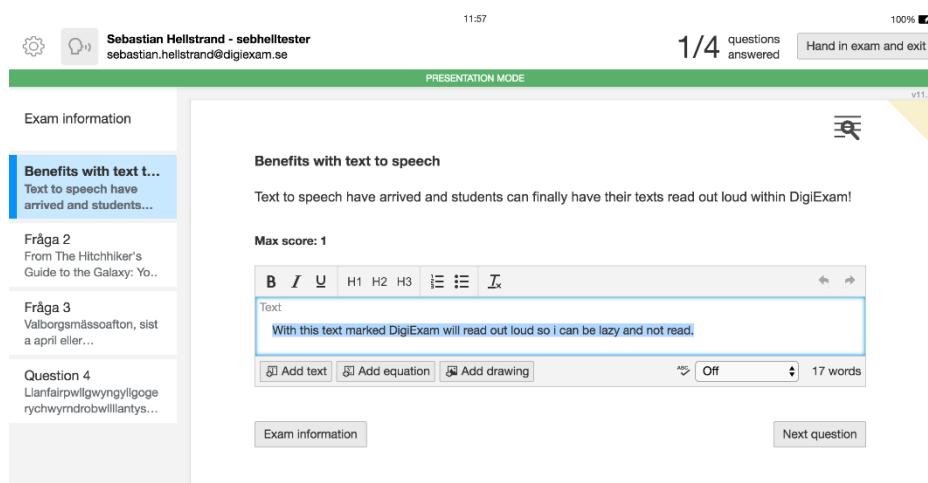 11:57
100%
Sebastian Hellstrand - sebhelltester
sebastian.hellstrand@digiexam.se
1/4 questions answered
Hand in exam and exit
PRESENTATION MODE
v11.
Exam information
Benefits with text t...
Text to speech have
arrived and students...
Fråga 2
From The Hitchhiker's
Guide to the Galaxy: Yo..
Fråga 3
Valborgsmässoafton, sist
a april eller...
Question 4
Llanfairpwllgwyngyllgoge
rychwyrndrobwllllantys...
Benefits with text to speech
Text to speech have arrived and students can finally have their texts read out loud within DigiExam!
Max score: 1
B I U H1 H2 H3
Text
With this text marked DigiExam will read out loud so i can be lazy and not read.
Add text Add equation Add drawing
ABC Off 17 words
Exam information
Next question